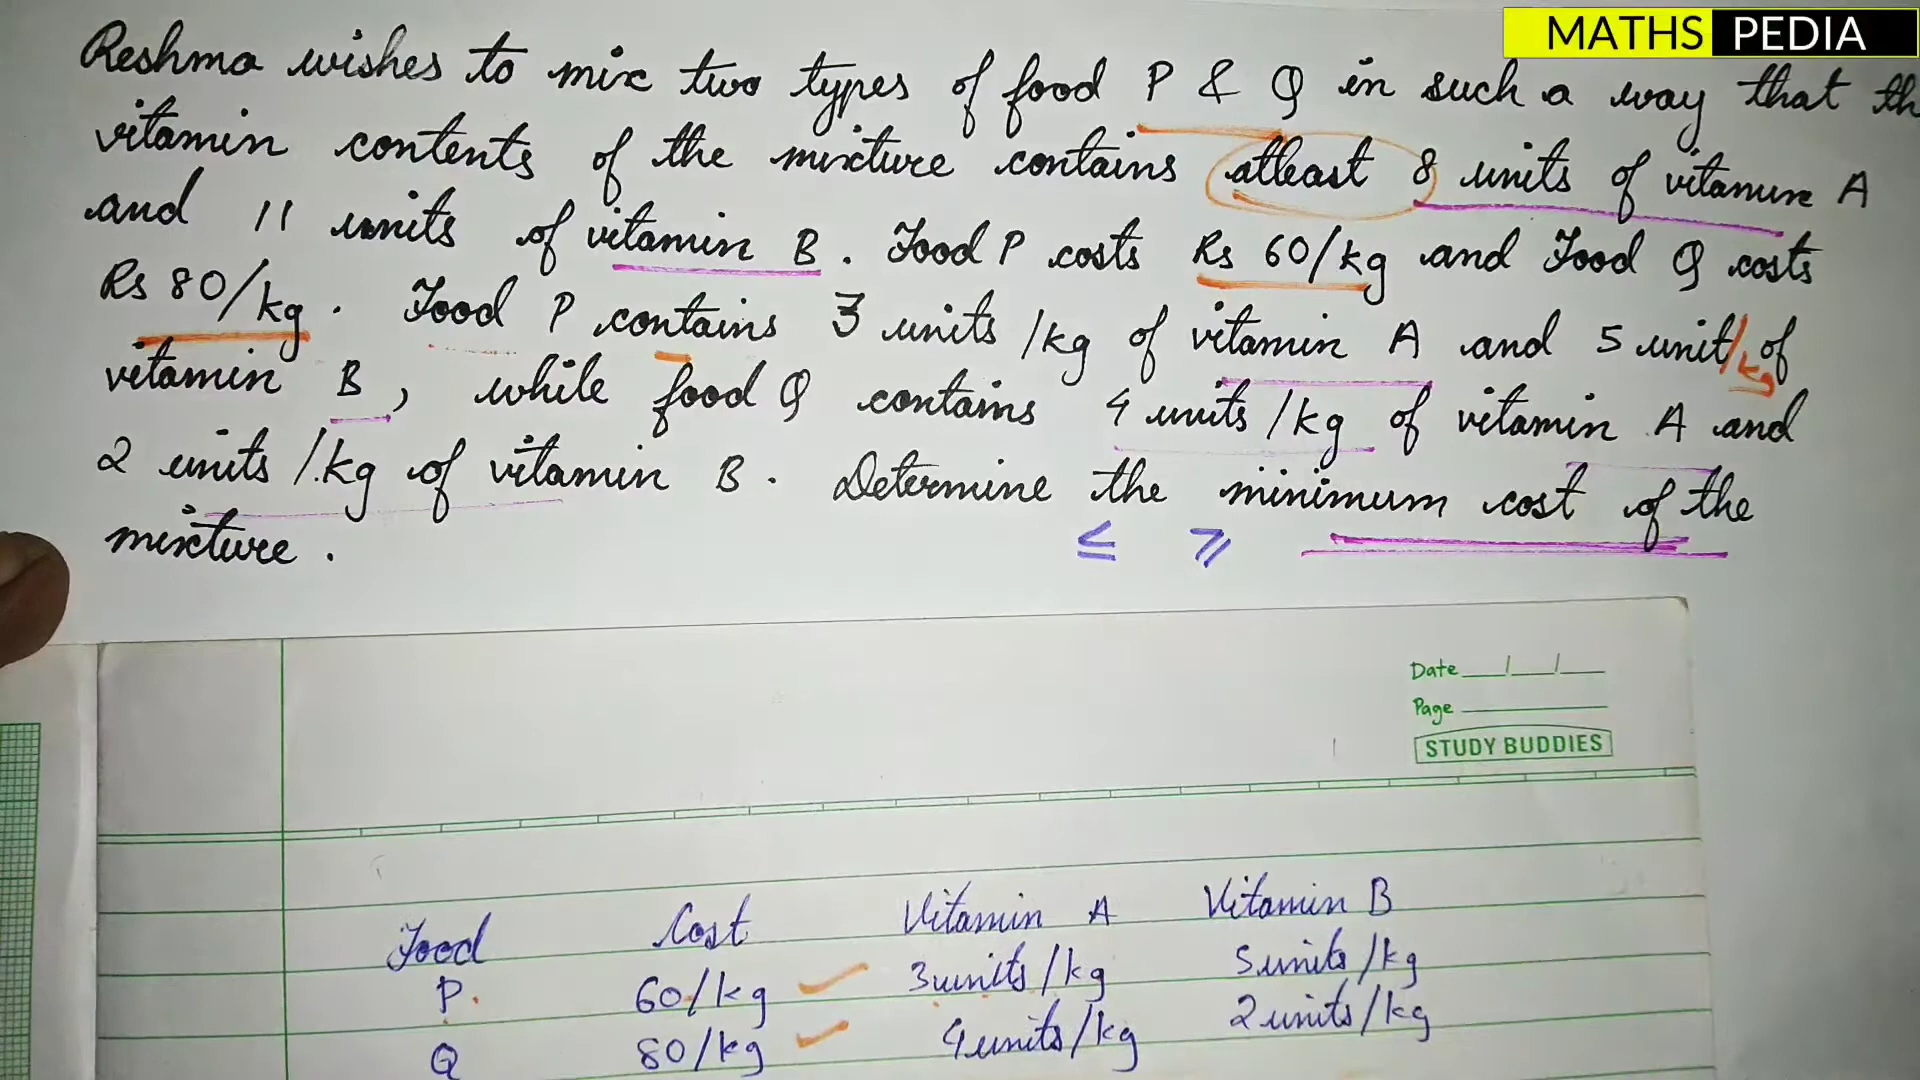 MATHS PEDIA
Reshma wishes to mix two types of food P & Q in such a way that th
vitamin contents of the mixture contains atleast 8 units of vitamin A
and 11 units of vitamin B. Food P costs Rs 60/kg and Food Q costs
Rs 80/kg. Food P contains 3 units /kg of vitamin A and 5 unit/kg of
vitamin B, while food Q contains 4 units /kg of vitamin A and
2 units /kg of vitamin B. Determine the minimum cost of the
mixture.
≤ ≥
Date __/__/__
Page
STUDY BUDDIES
Food Cost Vitamin A Vitamin B
P. 60/kg 3units/kg 5units/kg
Q 80/kg 4units/kg 2units/kg